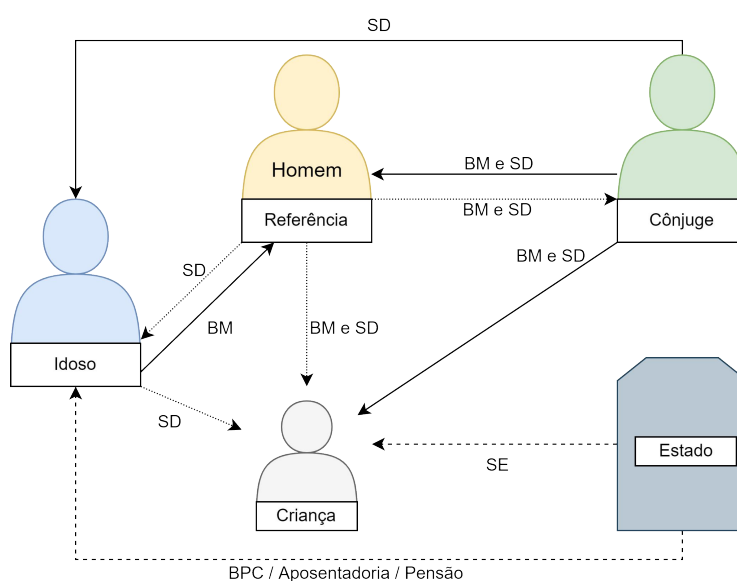 SD
Homem
BM e SD
Referência
BM e SD
Cônjuge
BM e SD
SD
BM
BM e SD
Idoso
SD
Estado
SE
Criança
BPC / Aposentadoria / Pensão